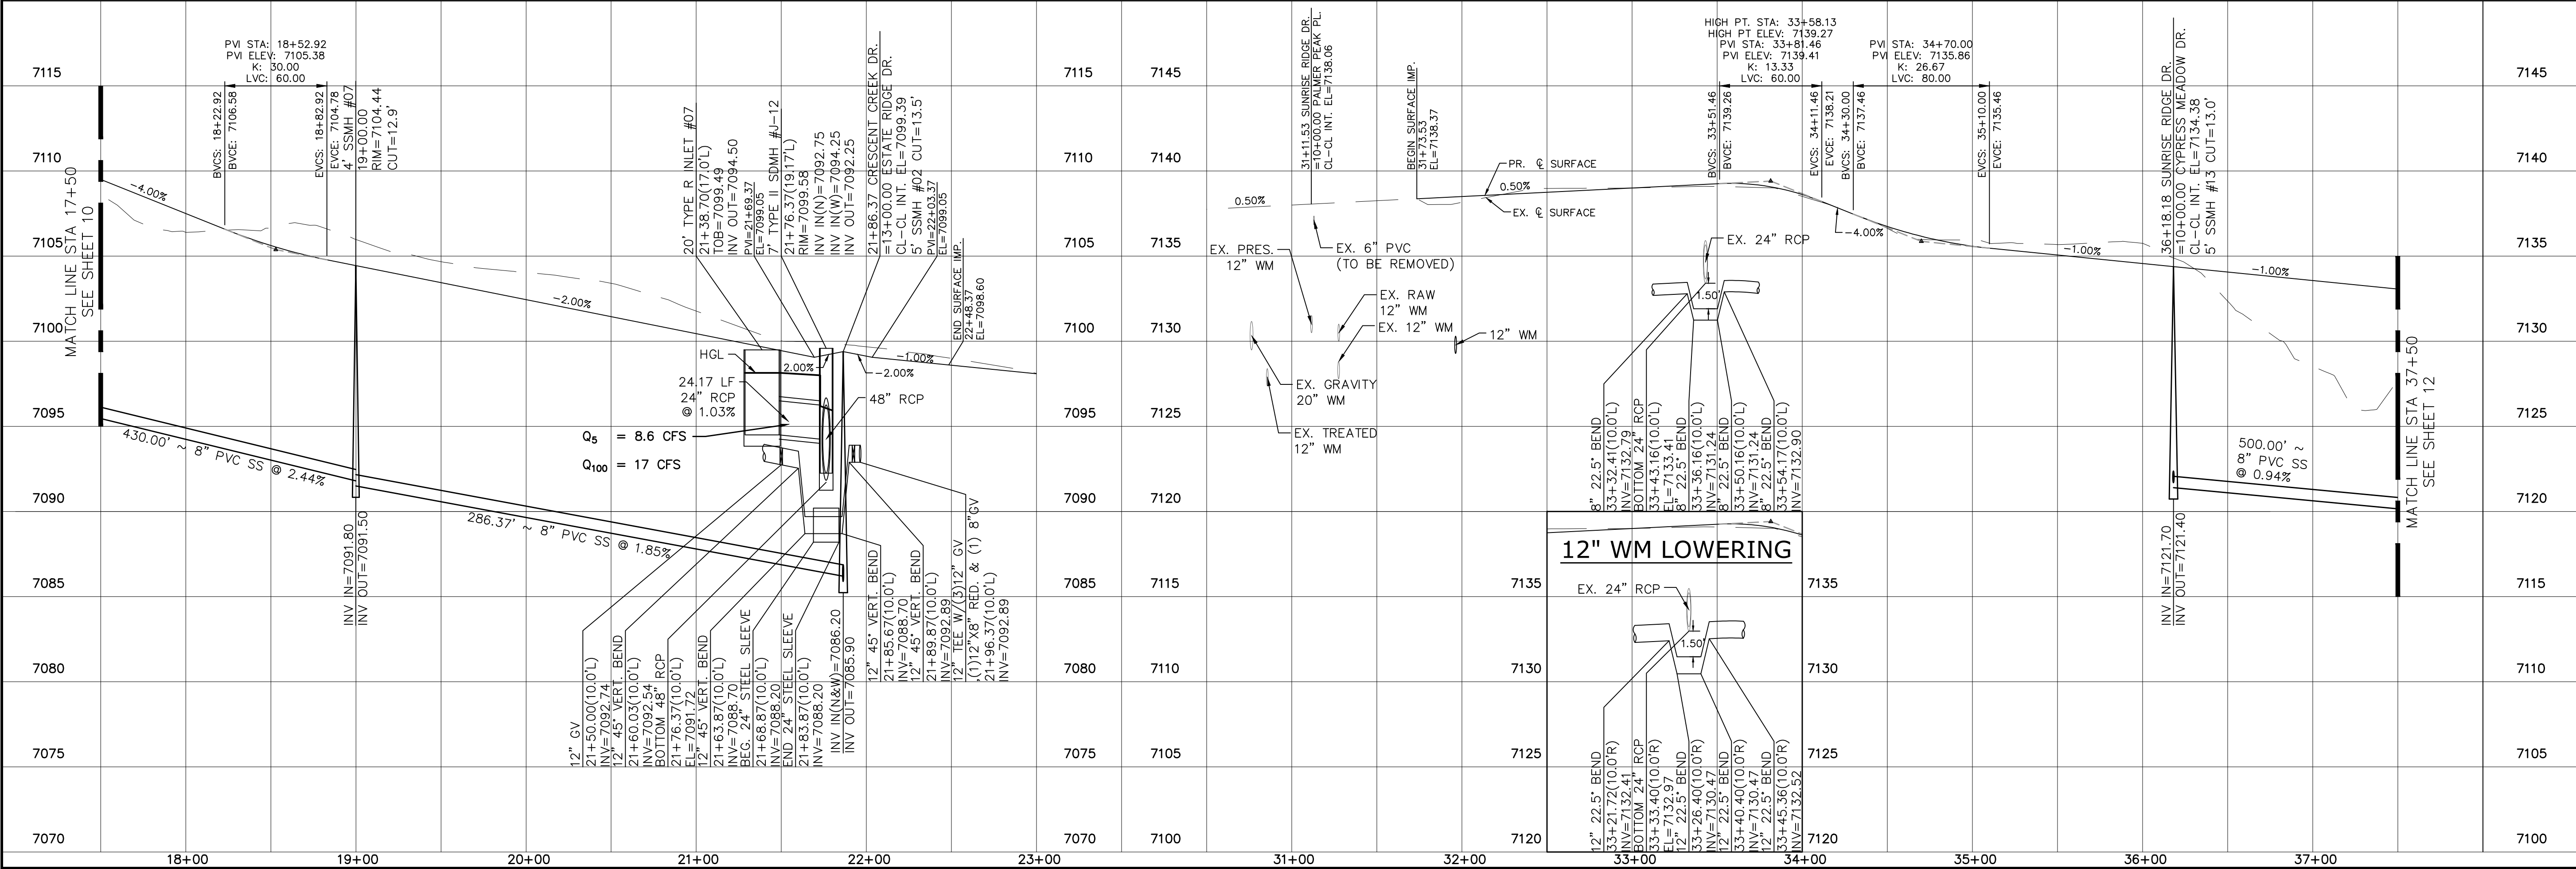 PVI STA: 18+52.92
PVI ELEV: 7105.38
K: 30.00
LVC: 60.00
BVCS: 18+22.92
BVCE: 7106.58
EVCS: 18+82.92
EVCE: 7104.78
4' SSMH #07
19+00.00
RIM=7104.44
CUT=12.9'
7115
7110
7105
7100
7095
7090
7085
7080
7075
7070
MATCH LINE STA 17+50
SEE SHEET 10
-4.00%
-2.00%
430.00' ~ 8" PVC SS @ 2.44%
286.37' ~ 8" PVC SS @ 1.85%
INV IN=7091.80
INV OUT=7091.50
20' TYPE R INLET #07
21+38.70(17.0'L)
TOB=7099.49
INV OUT=7094.50
PVI=21+69.37
EL=7099.05
7' TYPE II SDMH #J-12
21+76.37(19.17'L)
RIM=7099.58
INV IN(N)=7092.75
INV IN(W)=7094.25
INV OUT=7092.25
21+86.37 CRESCENT CREEK DR.
=13+00.00 ESTATE RIDGE DR.
CL-CL INT. EL=7099.39
5' SSMH #02 CUT=13.5'
PVI=22+03.37
EL=7099.05
END SURFACE IMP.
22+48.37
EL=7098.60
HGL
2.00%
-2.00%
-1.00%
24.17 LF
24" RCP
@ 1.03%
48" RCP
Q5 = 8.6 CFS
Q100 = 17 CFS
12" GV
21+50.00(10.0'L)
INV=7092.74
12" 45° VERT. BEND
21+60.03(10.0'L)
INV=7092.54
BOTTOM 48" RCP
21+76.37(10.0'L)
EL=7091.72
12" 45° VERT. BEND
21+63.87(10.0'L)
INV=7088.70
BEG. 24" STEEL SLEEVE
21+68.87(10.0'L)
INV=7088.20
END 24" STEEL SLEEVE
21+83.87(10.0'L)
INV=7088.20
INV IN(N&W)=7086.20
INV OUT=7085.90
12" 45° VERT. BEND
21+85.67(10.0'L)
INV=7088.70
12" 45° VERT. BEND
21+89.87(10.0'L)
INV=7092.89
12" TEE W/(3)12" GV
,(1)12"X8" RED. & (1) 8"GV
21+96.37(10.0'L)
INV=7092.89
7115
7110
7105
7100
7095
7090
7085
7080
7075
7070
18+00
19+00
20+00
21+00
22+00
23+00
7145
7140
7135
7130
7125
7120
7115
7110
7105
7100
31+11.53 SUNRISE RIDGE DR.
=10+00.00 PALMER PEAK PL.
CL-CL INT. EL=7138.06
BEGIN SURFACE IMP.
31+73.53
EL=7138.37
0.50%
PR. ℄ SURFACE
EX. ℄ SURFACE
0.50%
EX. PRES.
12" WM
EX. 6" PVC
(TO BE REMOVED)
EX. RAW
12" WM
EX. 12" WM
12" WM
EX. GRAVITY
20" WM
EX. TREATED
12" WM
HIGH PT. STA: 33+58.13
HIGH PT ELEV: 7139.27
PVI STA: 33+81.46
PVI ELEV: 7139.41
K: 13.33
LVC: 60.00
PVI STA: 34+70.00
PVI ELEV: 7135.86
K: 26.67
LVC: 80.00
BVCS: 33+51.46
BVCE: 7139.26
EVCS: 34+11.46
EVCE: 7138.21
BVCS: 34+30.00
BVCE: 7137.46
EVCS: 35+10.00
EVCE: 7135.46
-4.00%
-1.00%
-1.00%
EX. 24" RCP
1.50'
8" 22.5° BEND
33+32.41(10.0'L)
INV=7132.79
BOTTOM 24" RCP
33+43.16(10.0'L)
EL=7133.41
8" 22.5° BEND
33+36.16(10.0'L)
INV=7131.24
8" 22.5° BEND
33+50.16(10.0'L)
INV=7131.24
8" 22.5° BEND
33+54.17(10.0'L)
INV=7132.90
12" WM LOWERING
7135
7130
7125
7120
EX. 24" RCP
1.50'
12" 22.5° BEND
33+21.72(10.0'R)
INV=7132.41
BOTTOM 24" RCP
33+33.40(10.0'R)
EL=7132.97
12" 22.5° BEND
33+26.40(10.0'R)
INV=7130.47
12" 22.5° BEND
33+40.40(10.0'R)
INV=7130.47
12" 22.5° BEND
33+45.36(10.0'R)
INV=7132.52
7135
7130
7125
7120
36+18.18 SUNRISE RIDGE DR.
=10+00.00 CYPRESS MEADOW DR.
CL-CL INT. EL=7134.38
5' SSMH #13 CUT=13.0'
INV IN=7121.70
INV OUT=7121.40
500.00' ~
8" PVC SS
@ 0.94%
MATCH LINE STA 37+50
SEE SHEET 12
7145
7140
7135
7130
7125
7120
7115
7110
7105
7100
31+00
32+00
33+00
34+00
35+00
36+00
37+00